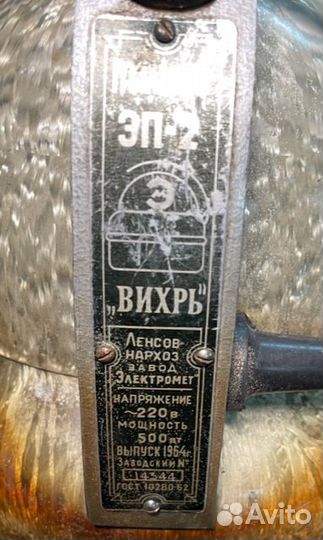 ЭП-2
Э
„ВИХРЬ"
ЛЕНСОВ-
НАРХОЗ
ЗАВОД
„ЭЛЕКТРОМЕТ"
НАПРЯЖЕНИЕ
~220 В
МОЩНОСТЬ
500 ВТ
ВЫПУСК 1964 г.
ЗАВОДСКИЙ №
14344
ГОСТ 10280-62
Avito